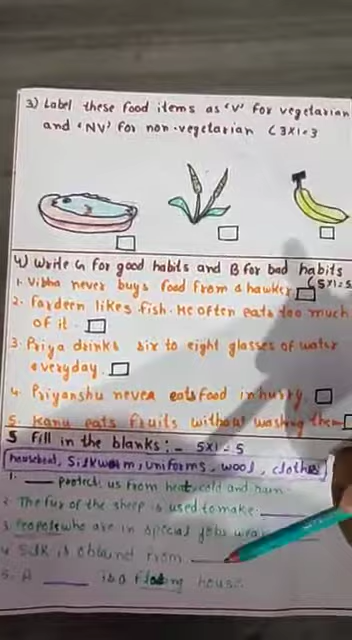 3) Label these food items as 'V' for vegetarian
and 'NV' for non-vegetarian (3x1=3
4) Write G for good habits and B for bad habits
(5x1=5
1. Vibha never buys food from a hawker.
2. Fardeen likes fish. He often eats too much
of it.
3. Priya drinks six to eight glasses of water
everyday.
4. Priyanshu never eats food in hurry.
5. Kanu eats fruits without washing them
5 Fill in the blanks:- 5x1=5
houseboat, Silkworm, uniforms, wool, clothes
1. ____ protect us from heat, cold and rain.
2. The fur of the sheep is used to make ____
3. People who are in special jobs wear
4. Silk is obtained from ____
5. A ____ is a floating house.